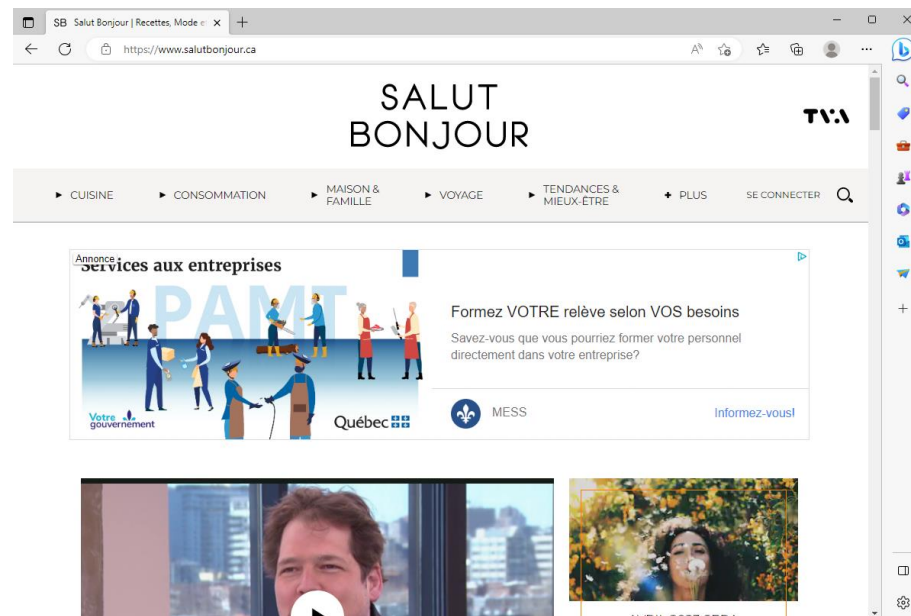 SB Salut Bonjour | Recettes, Mode e
https://www.salutbonjour.ca
SALUT
BONJOUR
TVA
CUISINE
CONSOMMATION
MAISON &
FAMILLE
VOYAGE
TENDANCES &
MIEUX-ÊTRE
PLUS
SE CONNECTER
Annonce
Services aux entreprises
PAMT
Votre
gouvernement
Québec
Formez VOTRE relève selon VOS besoins
Savez-vous que vous pourriez former votre personnel
directement dans votre entreprise?
MESS
Informez-vous!